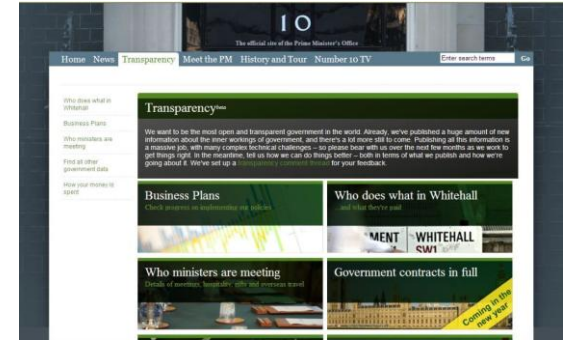 10
The official site of the Prime Minister's Office
Home News Transparency Meet the PM History and Tour Number 10 TV
Enter search terms Go
Who does what in
Whitehall
Business Plans
Who ministers are
meeting
Find all other
government data
How your money is
spent
Transparency beta
We want to be the most open and transparent government in the world. Already, we've published a huge amount of new
information about the inner workings of government, and there's a lot more still to come. Publishing all this information is
a massive job, with many complex technical challenges – so please bear with us over the next few months as we work to
get things right. In the meantime, tell us how we can do things better – both in terms of what we publish and how we're
going about it. We've set up a transparency comment thread for your feedback.
Business Plans
Check progress on implementing our policies
Who does what in Whitehall
...and what they're paid
MENT WHITEHALL
SW1
Who ministers are meeting
Details of meetings, hospitality, gifts and overseas travel
Government contracts in full
Coming in the
new year